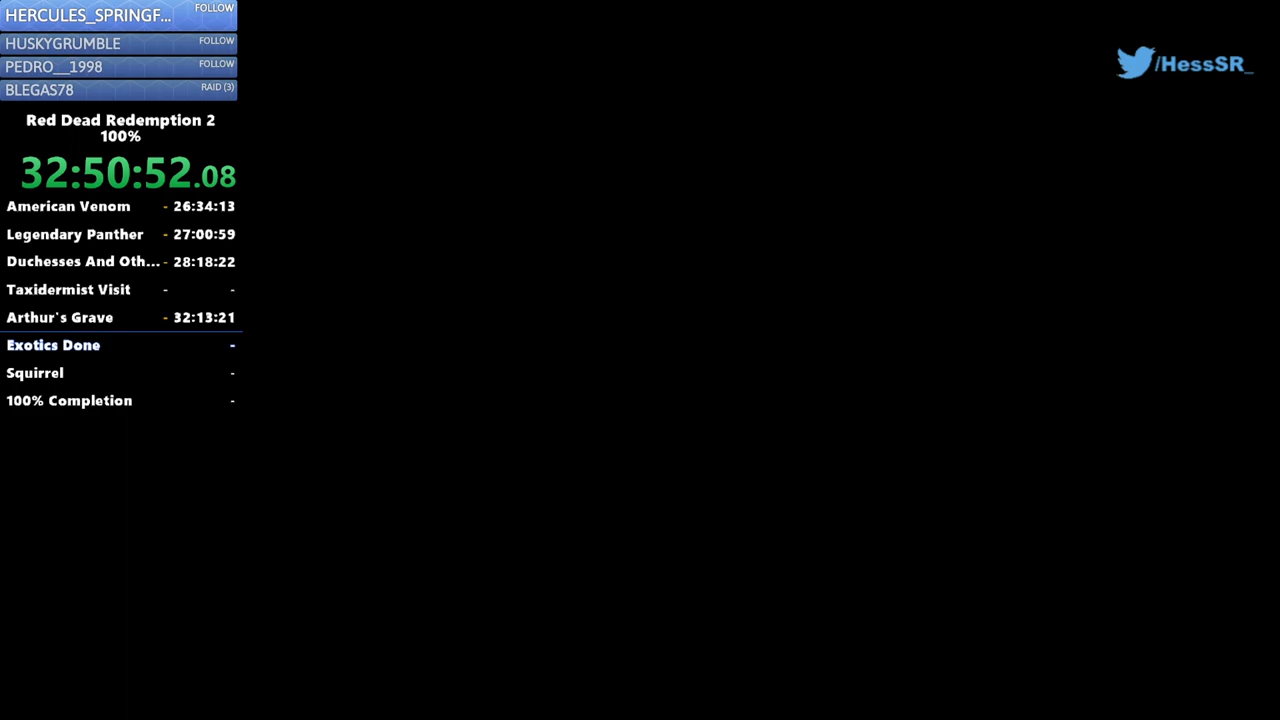 HERCULES_SPRINGF... FOLLOW
HUSKYGRUMBLE FOLLOW
PEDRO__1998 FOLLOW
BLEGAS78 RAID (3)
/HessSR_
Red Dead Redemption 2
100%
32:50:52.08
American Venom - 26:34:13
Legendary Panther - 27:00:59
Duchesses And Oth... - 28:18:22
Taxidermist Visit - -
Arthur's Grave - 32:13:21
Exotics Done -
Squirrel -
100% Completion -